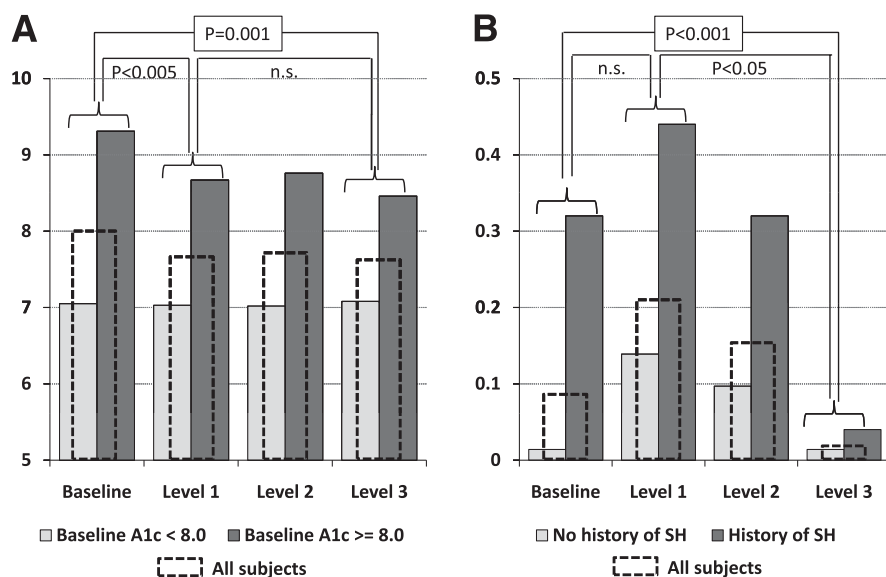 A
P=0.001
P<0.005
n.s.
10
9
8
7
6
5
Baseline
Level 1
Level 2
Level 3
Baseline A1c < 8.0
Baseline A1c >= 8.0
All subjects
B
P<0.001
n.s.
P<0.05
0.5
0.4
0.3
0.2
0.1
0
Baseline
Level 1
Level 2
Level 3
No history of SH
History of SH
All subjects